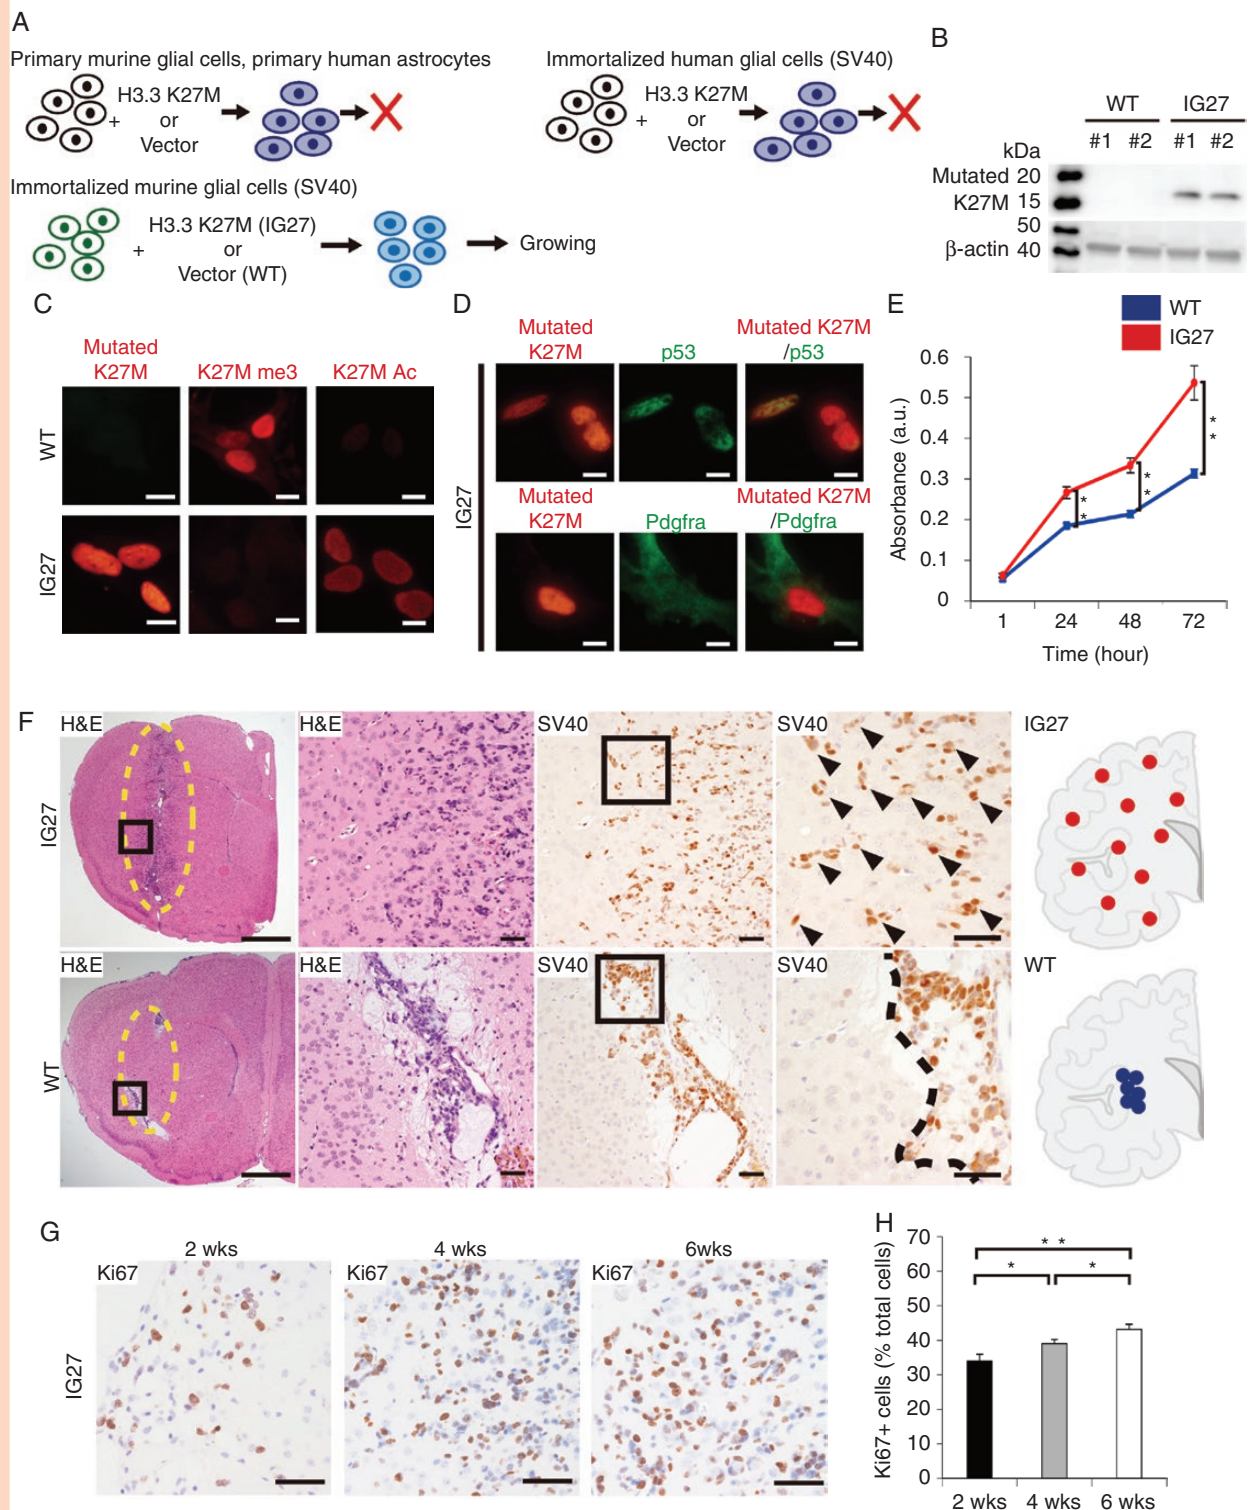 A
Primary murine glial cells, primary human astrocytes
+
H3.3 K27M
or
Vector
Immortalized human glial cells (SV40)
+
H3.3 K27M
or
Vector
Immortalized murine glial cells (SV40)
+
H3.3 K27M (IG27)
or
Vector (WT)
Growing
B
WT IG27
#1 #2 #1 #2
kDa
Mutated 20
K27M 15
50
β-actin 40
C
Mutated
K27M
K27M me3
K27M Ac
WT
IG27
D
Mutated
K27M
p53
Mutated K27M
/p53
IG27
Mutated
K27M
Pdgfra
Mutated K27M
/Pdgfra
E
WT
IG27
Absorbance (a.u.)
0.6
0.5
0.4
0.3
0.2
0.1
0
* *
* *
* *
1 24 48 72
Time (hour)
F
IG27
H&E
H&E
SV40
SV40
IG27
WT
H&E
H&E
SV40
SV40
WT
G
2 wks 4 wks 6wks
IG27
Ki67
Ki67
Ki67
H
Ki67+ cells (% total cells)
70
60
50
40
30
20
10
0
* *
* *
2 wks 4 wks 6 wks